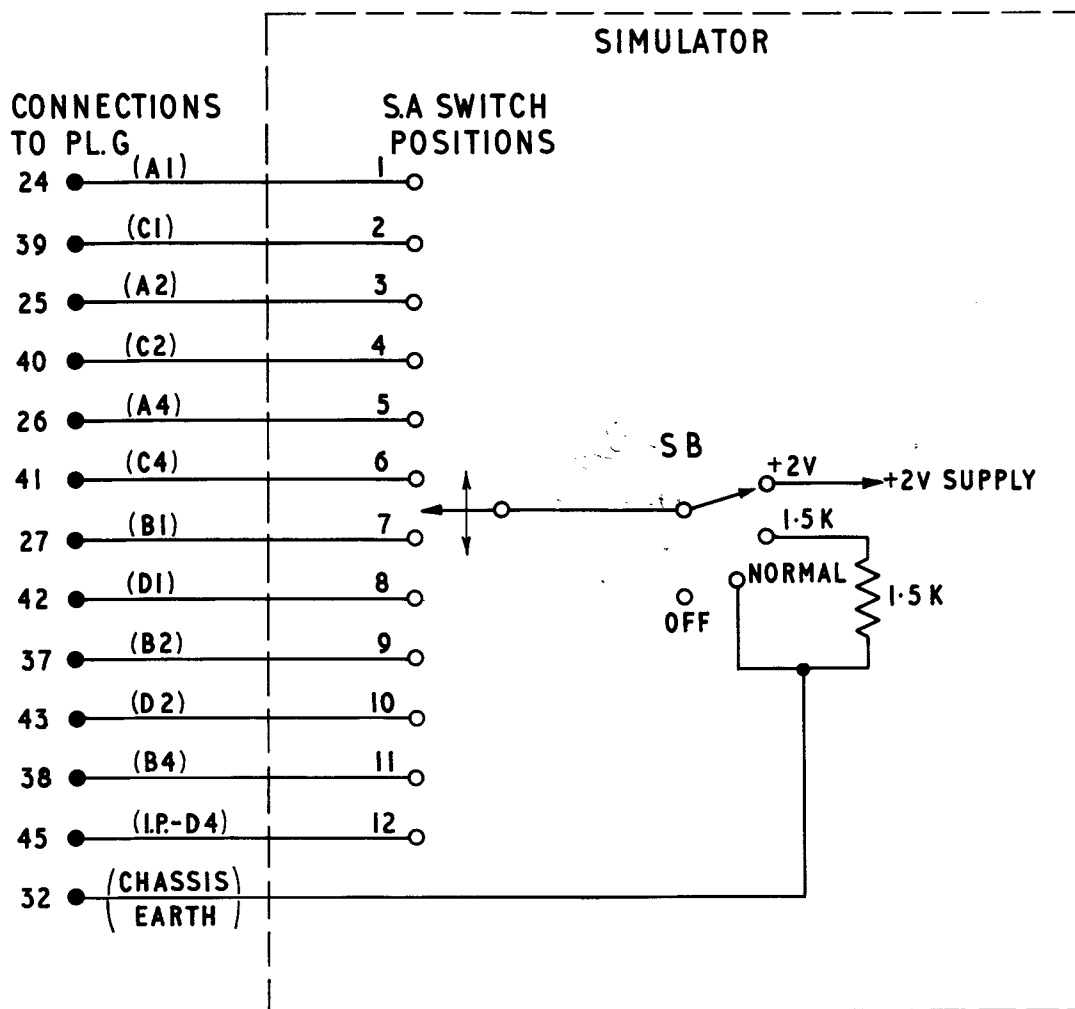 SIMULATOR
CONNECTIONS
TO PL.G
S.A SWITCH
POSITIONS
24 (A1) 1
39 (C1) 2
25 (A2) 3
40 (C2) 4
26 (A4) 5
41 (C4) 6
27 (B1) 7
42 (D1) 8
37 (B2) 9
43 (D2) 10
38 (B4) 11
45 (I.P.-D4) 12
32 (CHASSIS
EARTH)
SB
+2V
+2V SUPPLY
1.5K
NORMAL
1.5K
OFF